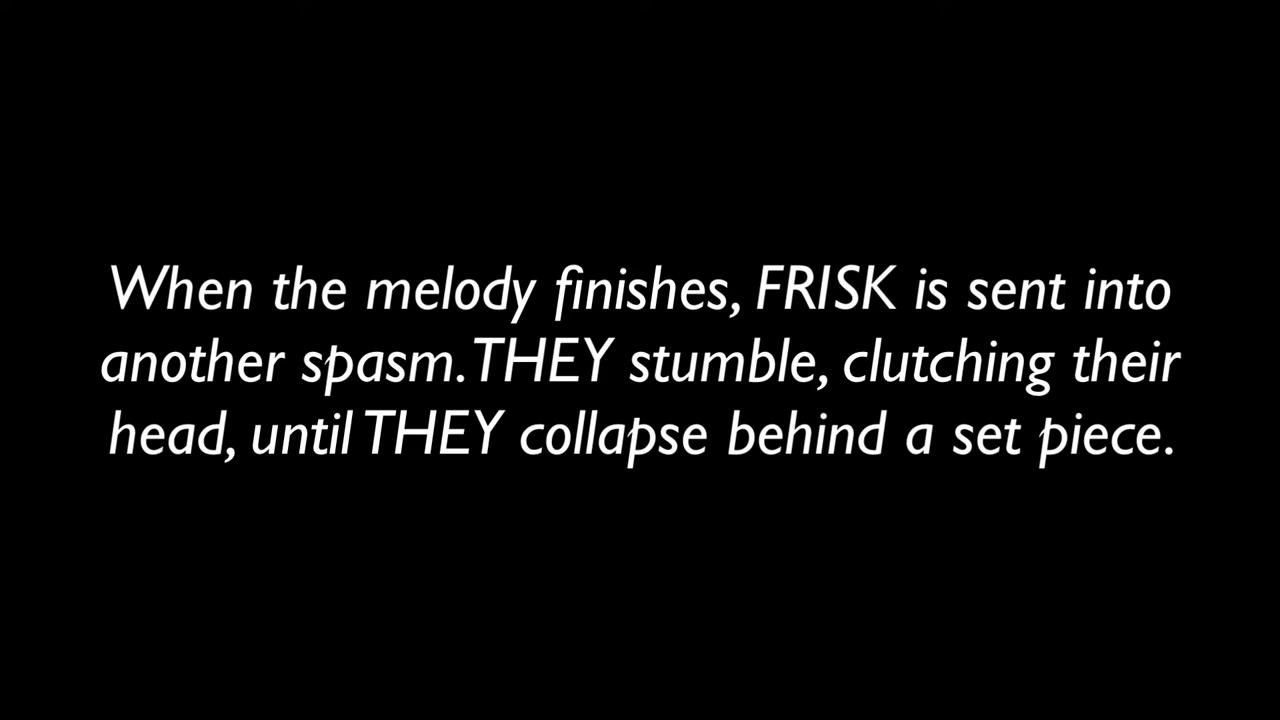 When the melody finishes, FRISK is sent into
another spasm. THEY stumble, clutching their
head, until THEY collapse behind a set piece.